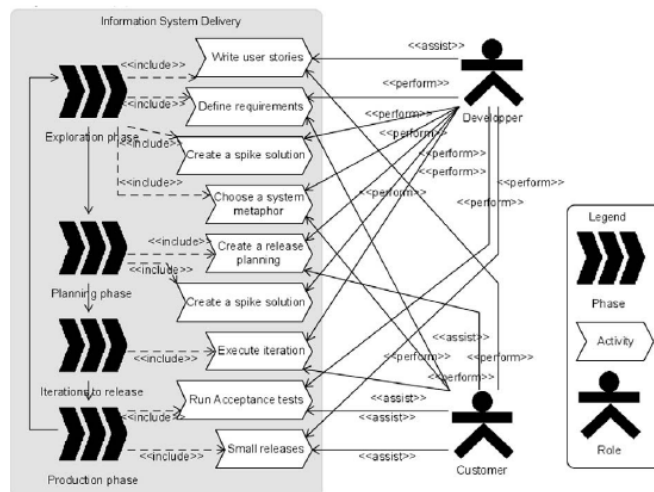 Information System Delivery
<<include>>
Write user stories
<<assist>>
<<include>>
Define requirements
<<perform>>
Exploration phase
Developper
<<include>>
Create a spike solution
<<perform>>
<<perform>>
<<perform>>
<<include>>
Choose a system
metaphor
<<perform>>
<<perform>>
<<perform>>
<<include>>
Create a release
planning
<<include>>
Planning phase
Create a spike solution
<<include>>
Execute iteration
<<assist>>
<<perform>>
<<perform>>
<<perform>>
Iterations to release
<<include>>
Run Acceptance tests
<<assist>>
<<assist>>
<<include>>
Small releases
<<assist>>
Production phase
Customer
Legend
Phase
Activity
Role